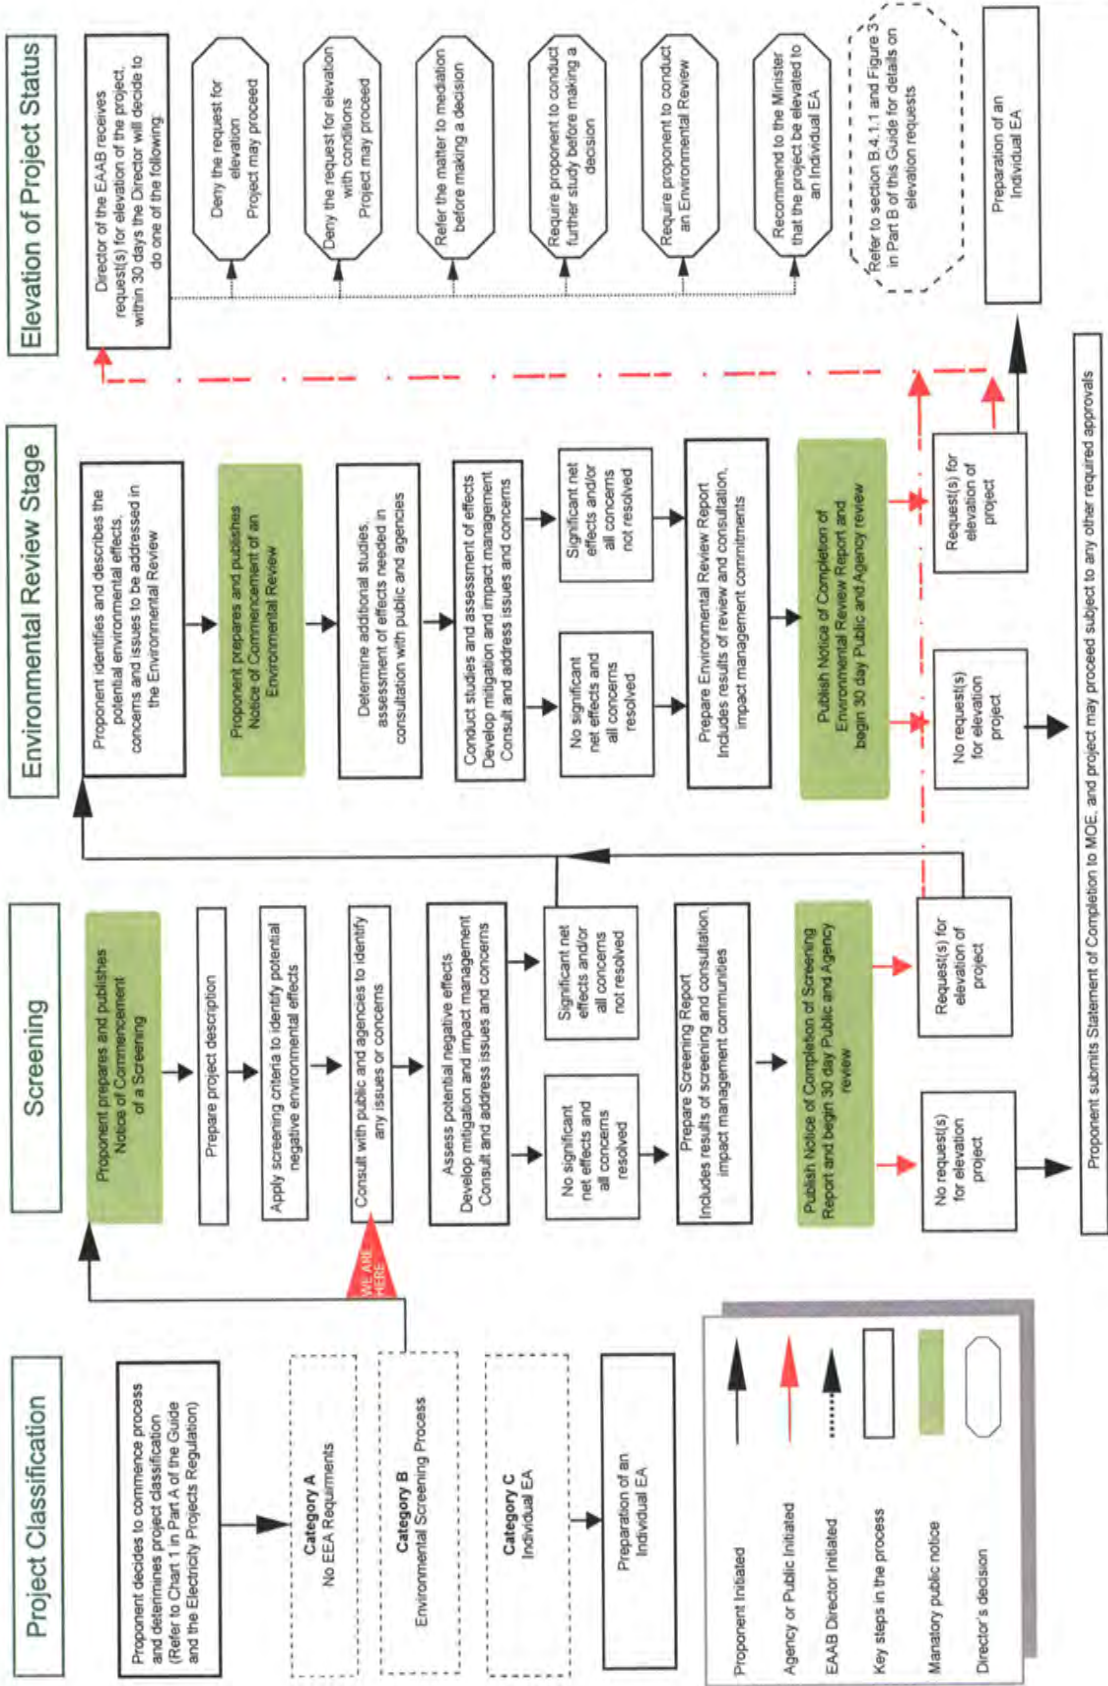 Project Classification
Proponent decides to commence process
and determines project classification
(Refer to Chart 1 in Part A of the Guide
and the Electricity Projects Regulation)
Category A
No EEA Requirments
Category B
Environmental Screening Process
Category C
Individual EA
Preparation of an
Individual EA
Proponent Initiated
Agency or Public Initiated
EAAB Director Initiated
Key steps in the process
Manatory public notice
Director's decision
Screening
Proponent prepares and publishes
Notice of Commencement
of a Screening
Prepare project description
Apply screening criteria to identify potential
negative environmental effects
WE ARE
HERE
Consult with public and agencies to identify
any issues or concerns
Assess potential negative effects
Develop mitigation and impact management
Consult and address issues and concerns
No significant
net effects and
all concerns
resolved
Significant net
effects and/or
all concerns
not resolved
Prepare Screening Report
Includes results of screening and consultation,
impact management communities
Publish Notice of Completion of Screening
Report and begin 30 day Public and Agency
review
No request(s)
for elevation
project
Request(s) for
elevation of
project
Environmental Review Stage
Proponent identifies and describes the
potential environmental effects,
concerns and issues to be addressed in
the Environmental Review
Proponent prepares and publishes
Notice of Commencement of an
Environmental Review
Determine additional studies,
assessment of effects needed in
consultation with public and agencies
Conduct studies and assessment of effects
Develop mitigation and impact management
Consult and address issues and concerns
No significant
net effects and
all concerns
resolved
Significant net
effects and/or
all concerns
not resolved
Prepare Environmental Review Report
Includes results of review and consultation,
impact management commitments
Publish Notice of Completion of
Environmental Review Report and
begin 30 day Public and Agency review
No request(s)
for elevation
project
Request(s) for
elevation of
project
Elevation of Project Status
Director of the EAAB receives
request(s) for elevation of the project,
within 30 days the Director will decide to
do one of the following:
Deny the request for
elevation
Project may proceed
Deny the request for elevation
with conditions
Project may proceed
Refer the matter to mediation
before making a decision
Require proponent to conduct
further study before making a
decision
Require proponent to conduct
an Environmental Review
Recommend to the Minister
that the project be elevated to
an Individual EA
Refer to section B.4.1.1 and Figure 3
in Part B of this Guide for details on
elevation requests
Preparation of an
Individual EA
Proponent submits Statement of Completion to MOE, and project may proceed subject to any other required approvals